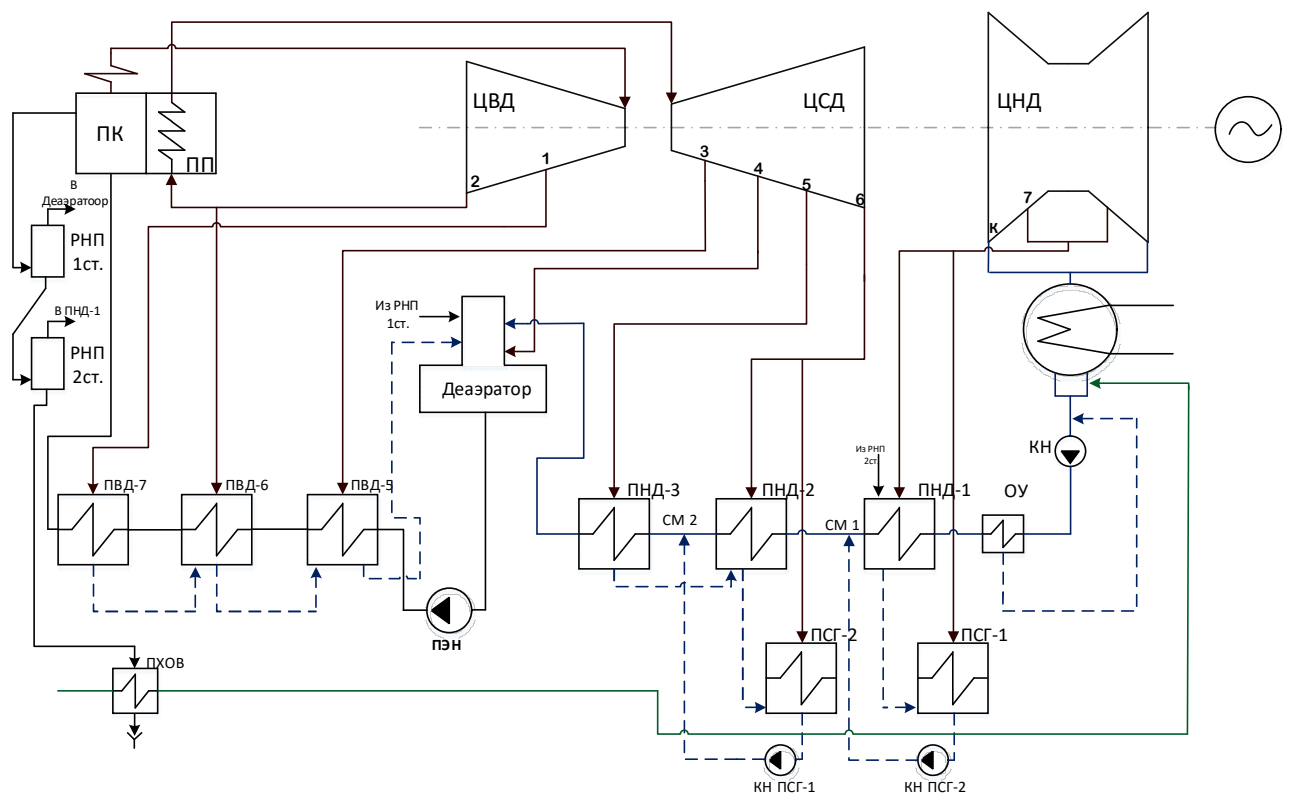 ЦВД
ЦСД
ЦНД
ПК
ПП
1
2
3
4
5
6
7
К
В
Деаэратоор
РНП
1ст.
В ПНД-1
РНП
2ст.
Из РНП
1ст.
Деаэратор
КН
Из РНП
2ст.
ПВД-7
ПВД-6
ПВД-5
ПНД-3
ПНД-2
ПНД-1
ОУ
СМ 2
СМ 1
ПЭН
ПСГ-2
ПСГ-1
ПХОВ
КН ПСГ-1
КН ПСГ-2